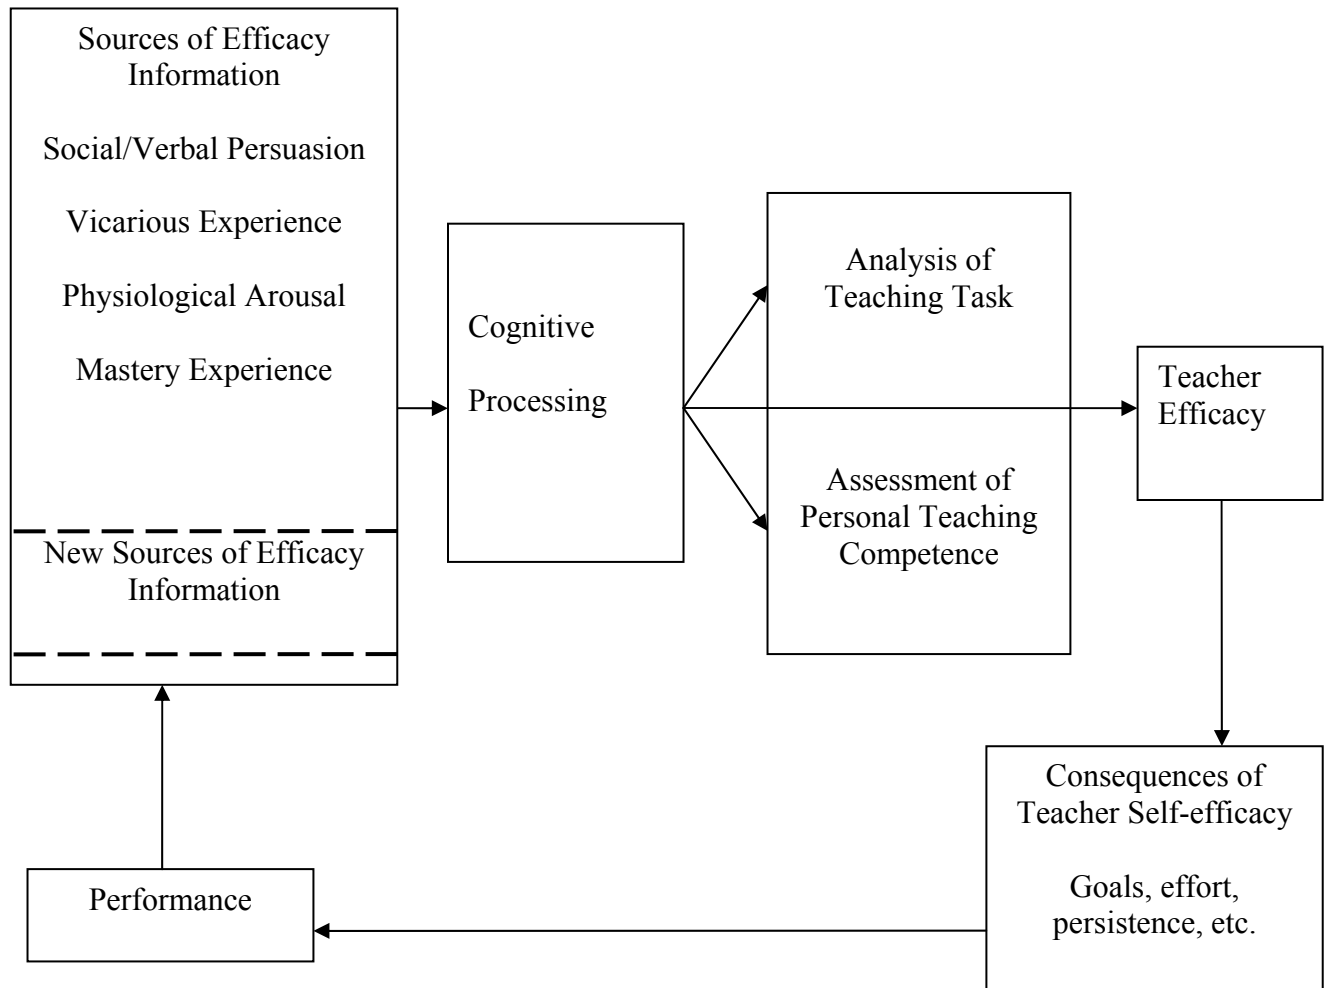 Sources of Efficacy
Information
Social/Verbal Persuasion
Vicarious Experience
Physiological Arousal
Mastery Experience
New Sources of Efficacy
Information
Cognitive
Processing
Analysis of
Teaching Task
Assessment of
Personal Teaching
Competence
Teacher
Efficacy
Consequences of
Teacher Self-efficacy
Goals, effort,
persistence, etc.
Performance